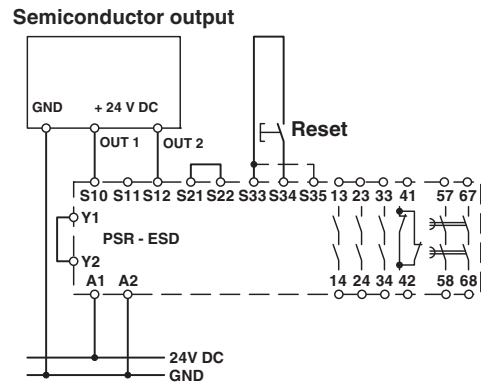 Semiconductor output
GND + 24 V DC
OUT 1 OUT 2
Reset
S10 S11 S12 S21 S22 S33 S34 S35 13 23 33 41 57 67
Y1
PSR - ESD
Y2
A1 A2 14 24 34 42 58 68
24V DC
GND